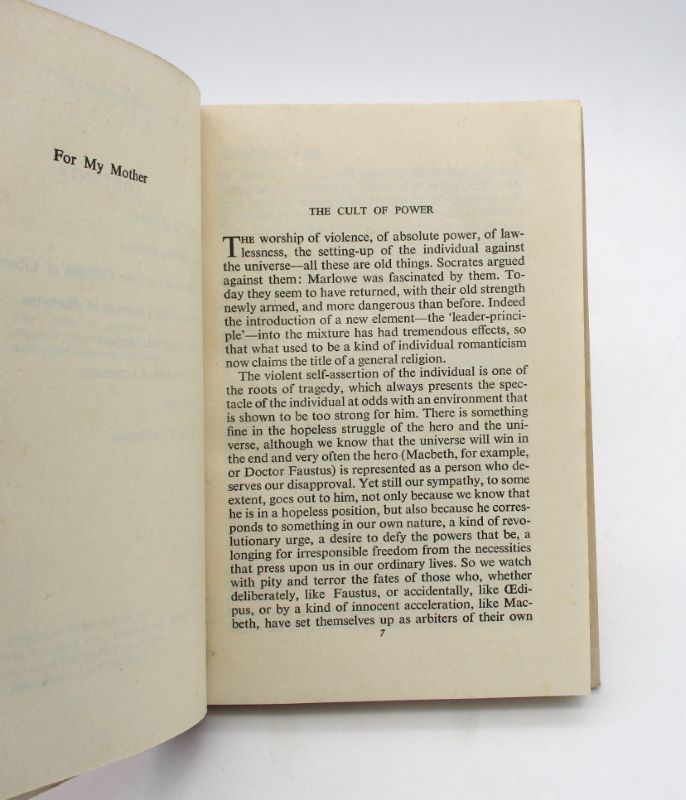 For My Mother
THE CULT OF POWER
THE worship of violence, of absolute power, of law-
lessness, the setting-up of the individual against
the universe—all these are old things. Socrates argued
against them: Marlowe was fascinated by them. To-
day they seem to have returned, with their old strength
newly armed, and more dangerous than before. Indeed
the introduction of a new element—the 'leader-princi-
ple'—into the mixture has had tremendous effects, so
that what used to be a kind of individual romanticism
now claims the title of a general religion.
The violent self-assertion of the individual is one of
the roots of tragedy, which always presents the spec-
tacle of the individual at odds with an environment that
is shown to be too strong for him. There is something
fine in the hopeless struggle of the hero and the uni-
verse, although we know that the universe will win in
the end and very often the hero (Macbeth, for example,
or Doctor Faustus) is represented as a person who de-
serves our disapproval. Yet still our sympathy, to some
extent, goes out to him, not only because we know that
he is in a hopeless position, but also because he corres-
ponds to something in our own nature, a kind of revo-
lutionary urge, a desire to defy the powers that be, a
longing for irresponsible freedom from the necessities
that press upon us in our ordinary lives. So we watch
with pity and terror the fates of those who, whether
deliberately, like Faustus, or accidentally, like Œdi-
pus, or by a kind of innocent acceleration, like Mac-
beth, have set themselves up as arbiters of their own
7